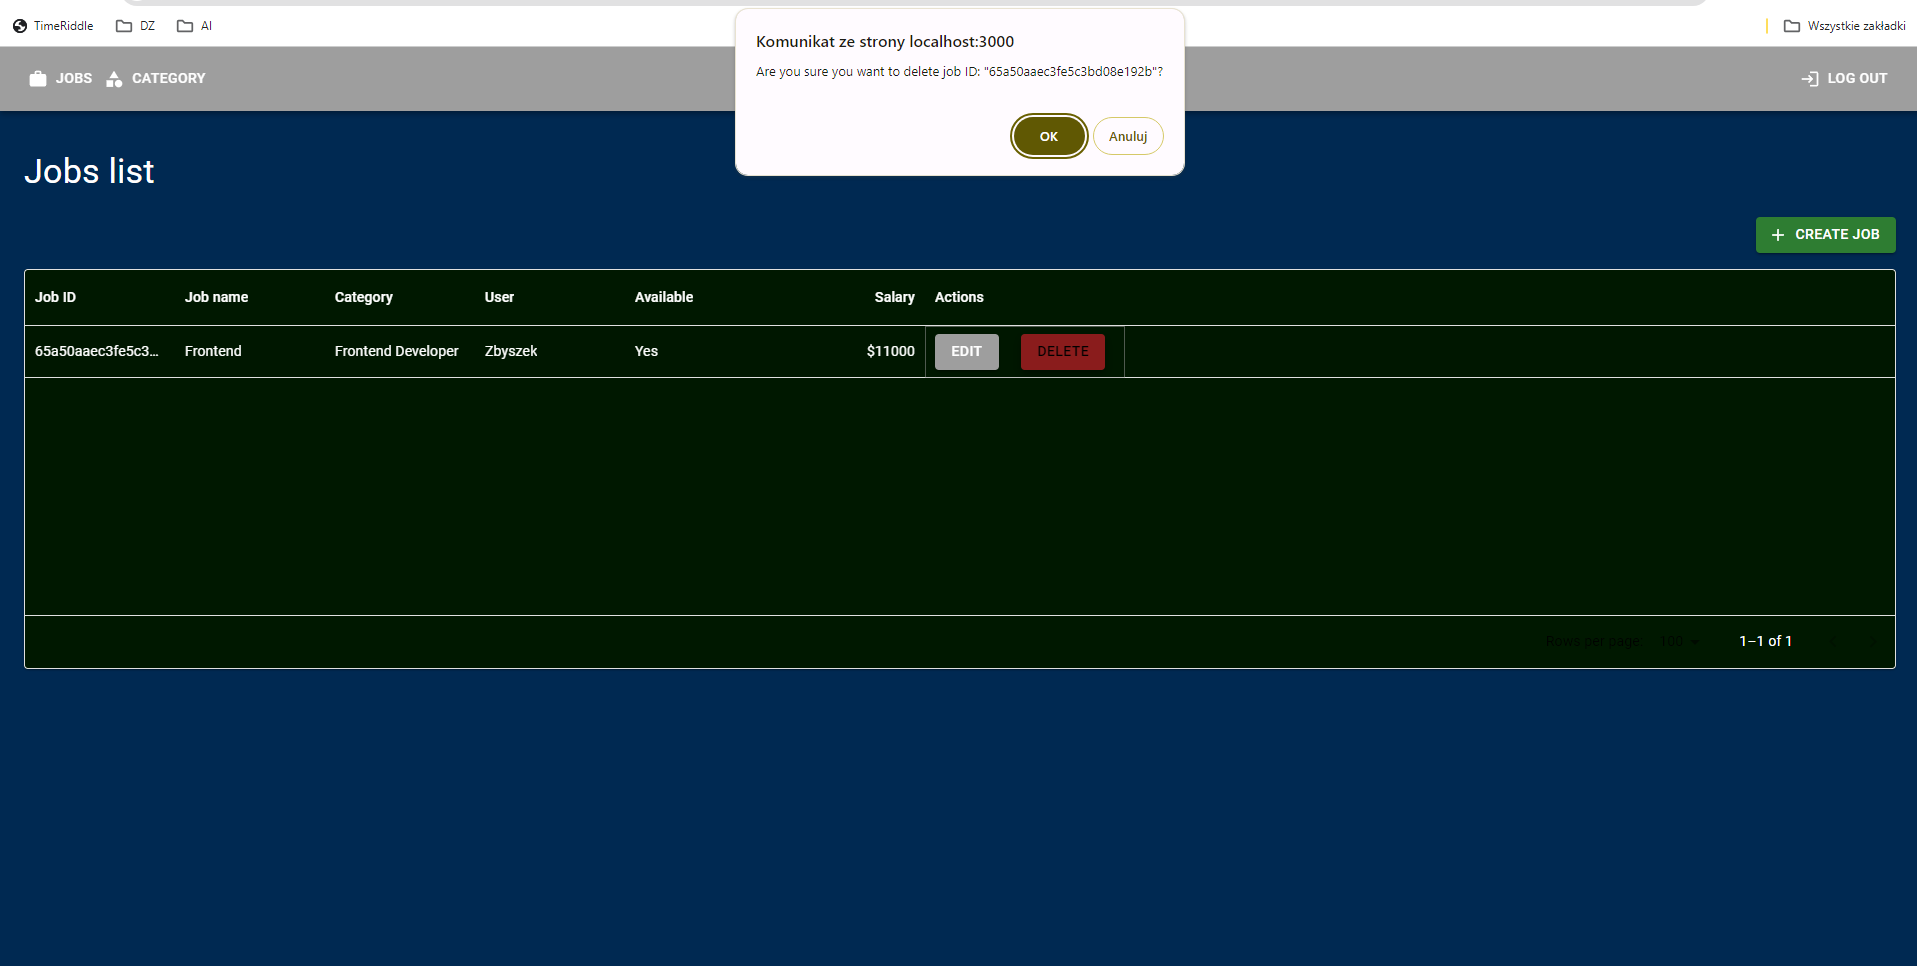 TimeRiddle DZ AI Wszystkie zakładki
Komunikat ze strony localhost:3000
Are you sure you want to delete job ID: "65a50aaec3fe5c3bd08e192b"?
OK Anuluj
JOBS CATEGORY LOG OUT
Jobs list
CREATE JOB
Job ID Job name Category User Available Salary Actions
65a50aaec3fe5c3... Frontend Frontend Developer Zbyszek Yes $11000 EDIT DELETE
Rows per page 100 1–1 of 1